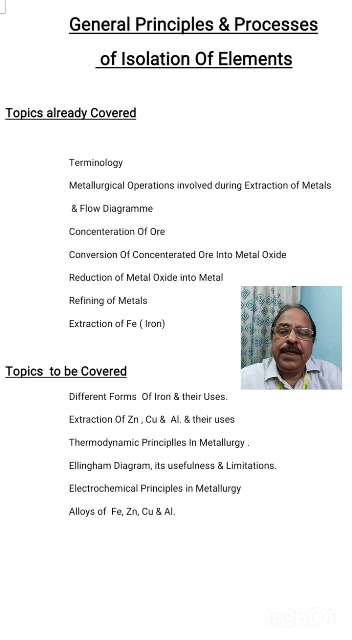 General Principles & Processes
of Isolation Of Elements
Topics already Covered
Terminology
Metallurgical Operations involved during Extraction of Metals
& Flow Diagramme
Concenteration Of Ore
Conversion Of Concenterated Ore Into Metal Oxide
Reduction of Metal Oxide into Metal
Refining of Metals
Extraction of Fe ( Iron)
Topics to be Covered
Different Forms Of Iron & their Uses.
Extraction Of Zn , Cu & Al. & their uses
Thermodynamic Principlles In Metallurgy .
Ellingham Diagram, its usefulness & Limitations.
Electrochemical Principles in Metallurgy
Alloys of Fe, Zn, Cu & Al.
InShOt